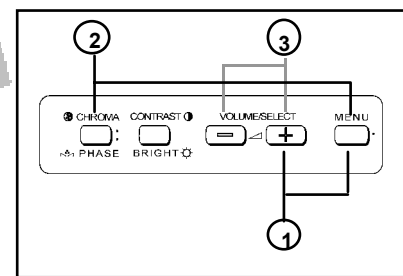 2 3
CHROMA CONTRAST VOLUME/SELECT MENU
− +
PHASE BRIGHT
1